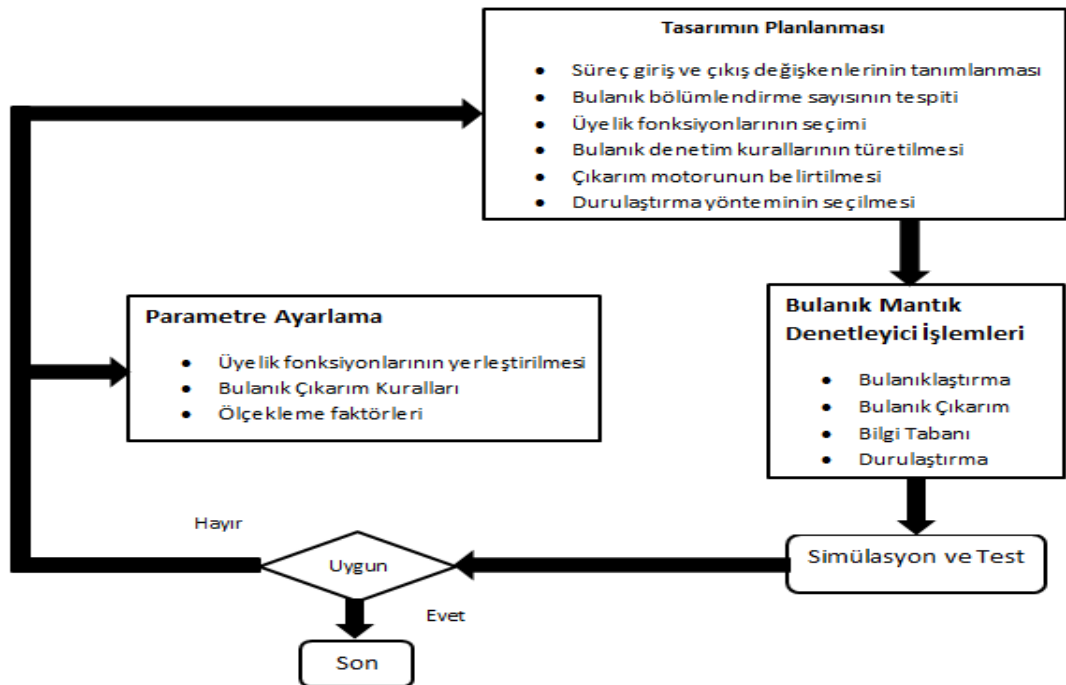 Tasarımın Planlanması
• Süreç giriş ve çıkış değişkenlerinin tanımlanması
• Bulanık bölümlendirme sayısının tespiti
• Üyelik fonksiyonlarının seçimi
• Bulanık denetim kurallarının türetilmesi
• Çıkarım motorunun belirtilmesi
• Durulaştırma yönteminin seçilmesi
Bulanık Mantık
Denetleyici İşlemleri
• Bulanıklaştırma
• Bulanık Çıkarım
• Bilgi Tabanı
• Durulaştırma
Parametre Ayarlama
• Üyelik fonksiyonlarının yerleştirilmesi
• Bulanık Çıkarım Kuralları
• Ölçekleme faktörleri
Simülasyon ve Test
Hayır
Uygun
Evet
Son